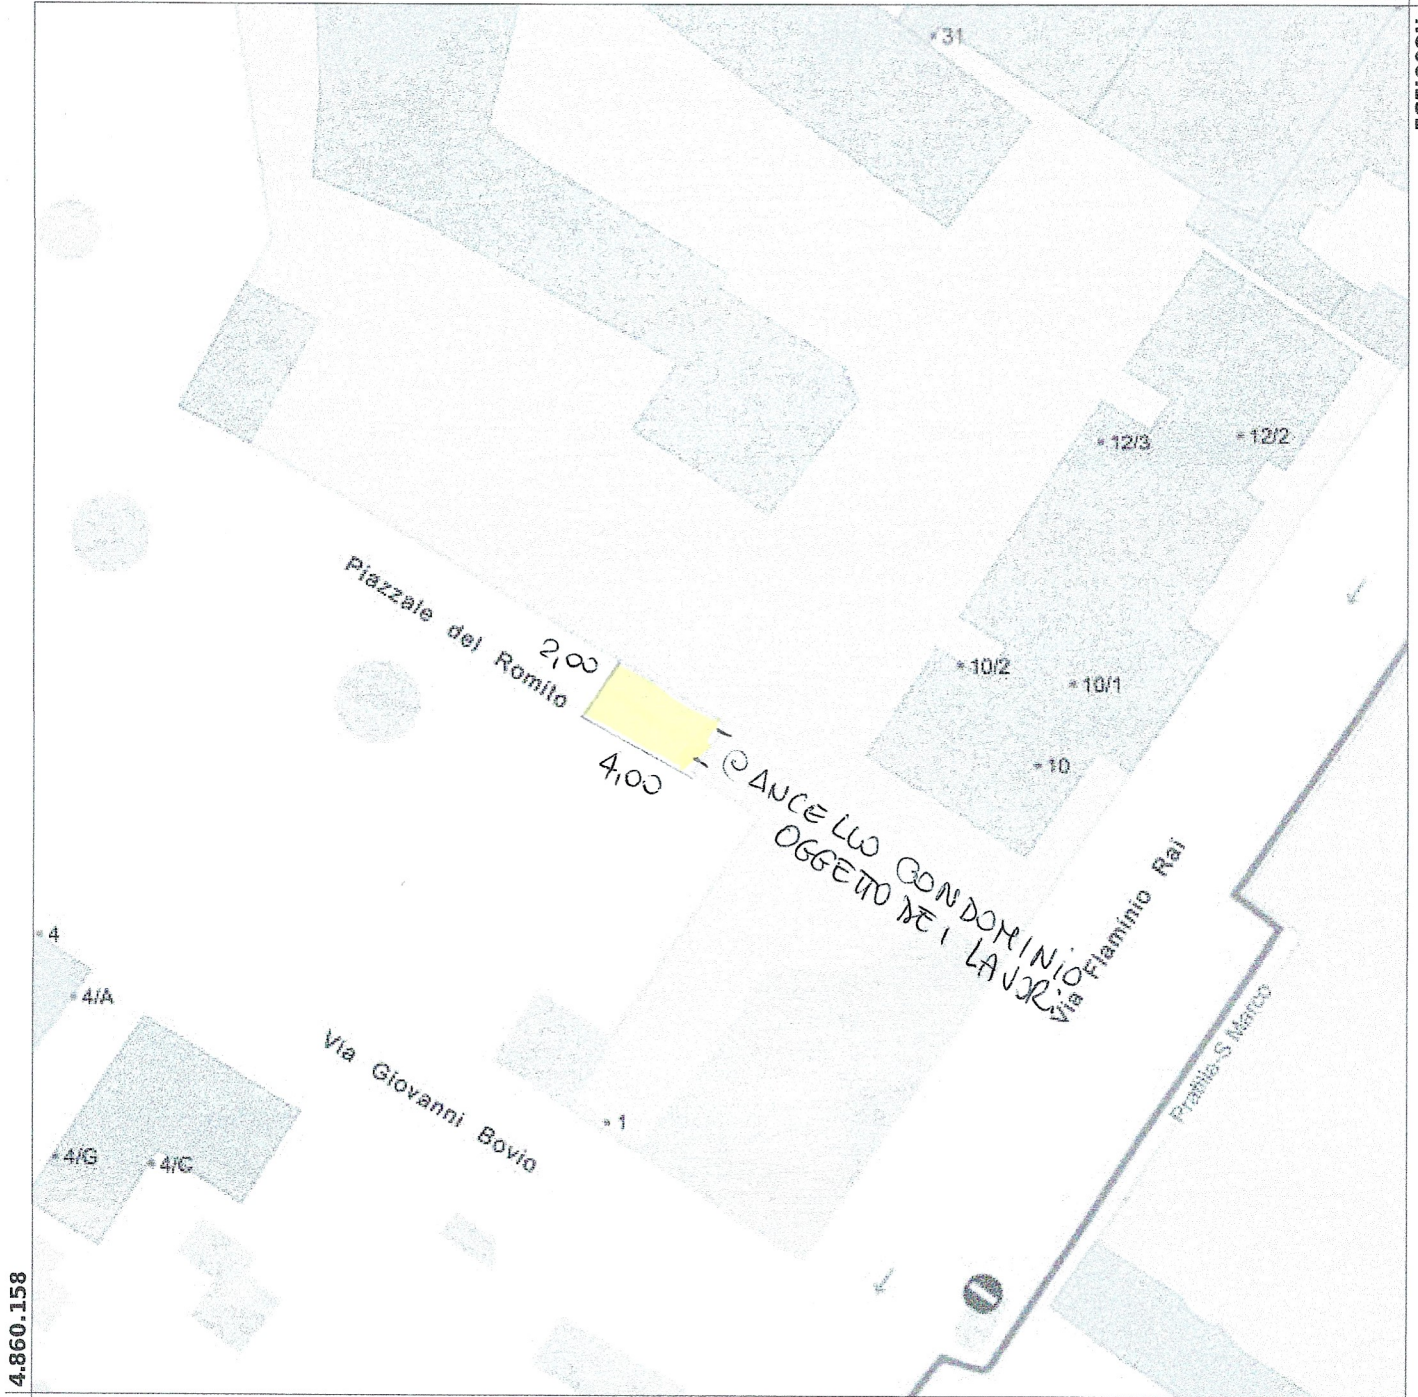 31
12/3
12/2
Piazzale del Romito
2,00
4,00
10/2
10/1
10
CANCELLO CONDOMINIO
OGGETTO DEI LAVORI
Via Flaminio Rai
Pratile-S Marco
4
4/A
4/G
4/C
Via Giovanni Bovio
1
4.860.158